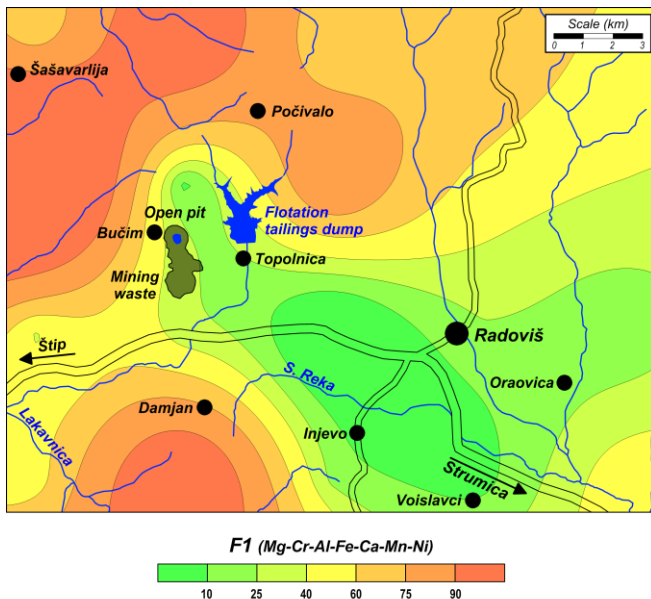 Scale (km)
0 1 2 3
Šašavarlija
Počivalo
Open pit
Flotation
tailings dump
Bučim
Topolnica
Mining
waste
Radoviš
Štip
S. Reka
Oraovica
Damjan
Lakavnica
Injevo
Strumica
Voislavci
F1 (Mg-Cr-Al-Fe-Ca-Mn-Ni)
10 25 40 60 75 90